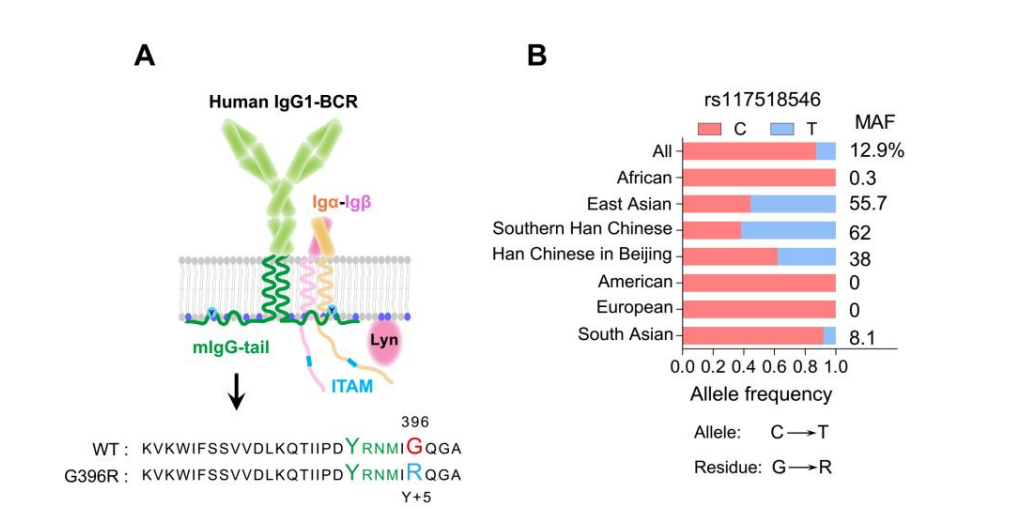 A
Human IgG1-BCR
Igα-Igβ
Y
Y
Lyn
mIgG-tail
ITAM
396
WT : KVKWIFSSVVDLKQTIIPDYRNMIGQGA
G396R : KVKWIFSSVVDLKQTIIPDYRNMIRQGA
Y+5
B
rs117518546
C T MAF
All 12.9%
African 0.3
East Asian 55.7
Southern Han Chinese 62
Han Chinese in Beijing 38
American 0
European 0
South Asian 8.1
0.0 0.2 0.4 0.6 0.8 1.0
Allele frequency
Allele: C→T
Residue: G→R